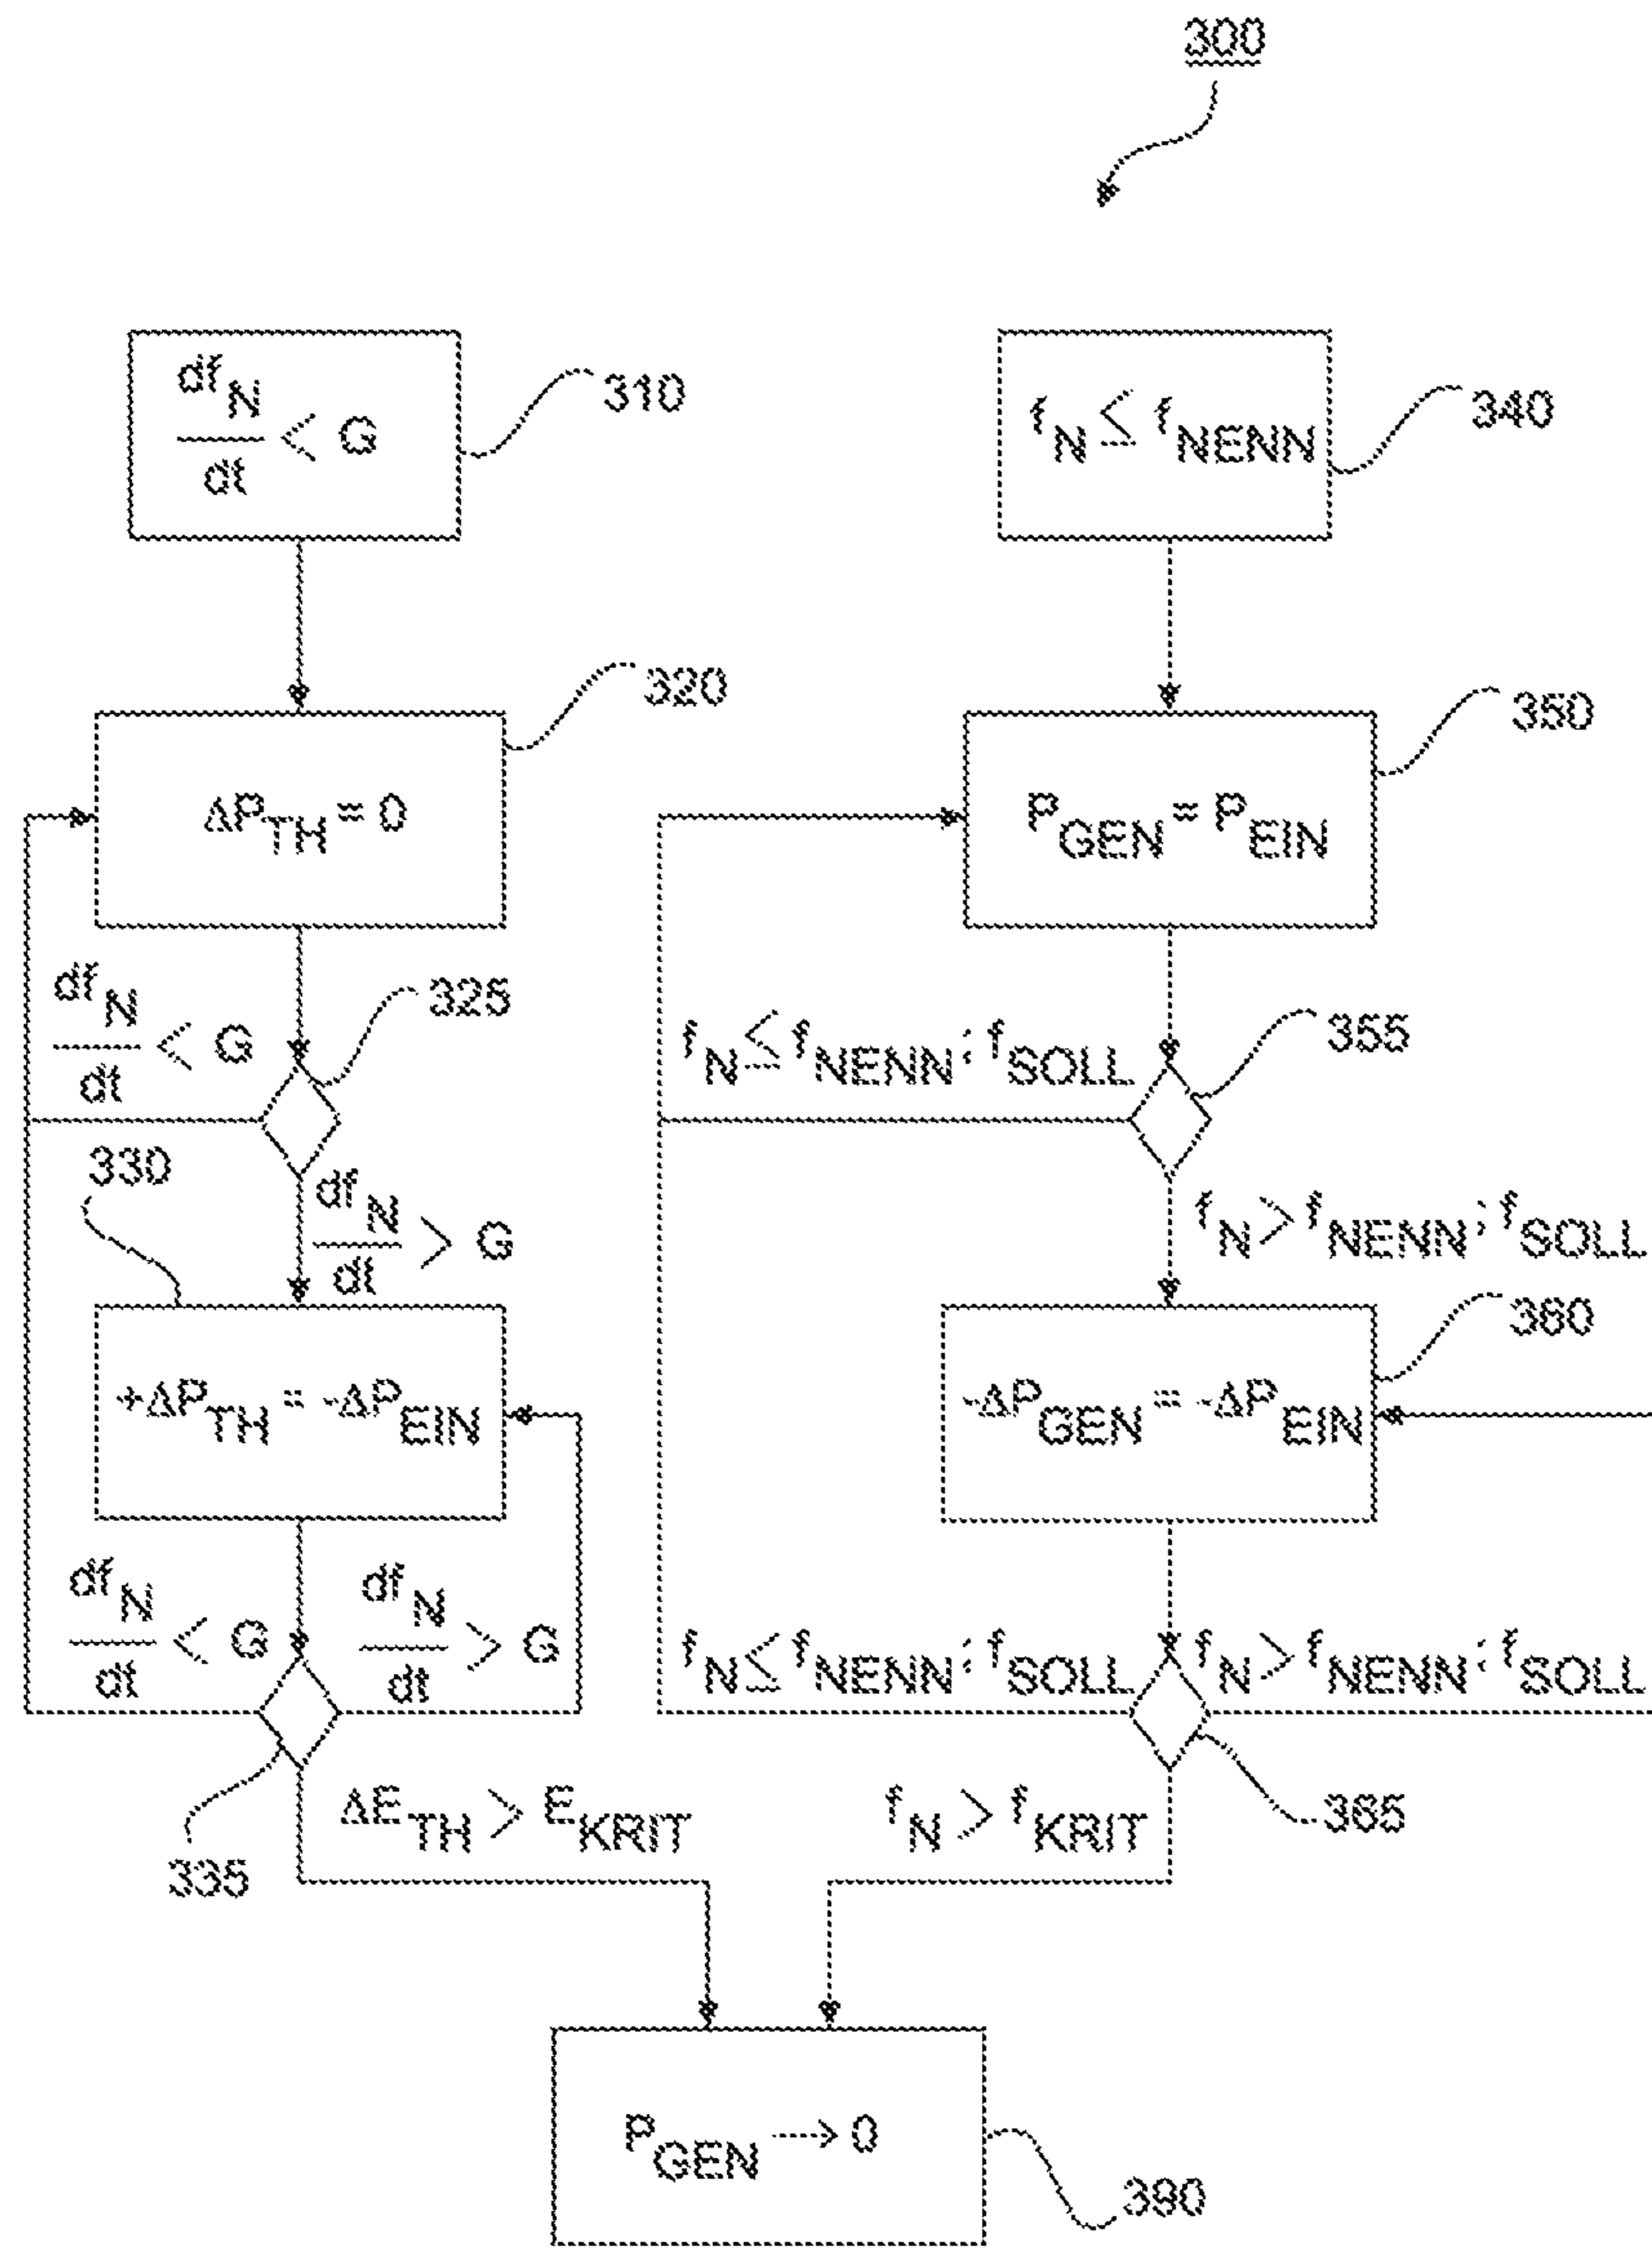 300
df_N/dt < G
310
f_N ≤ f_NENN
340
320
ΔP_TH = 0
350
P_GEN = P_EIN
df_N/dt < G
325
f_N ≤ f_NENN; f_SOLL
355
330
df_N/dt > G
f_N > f_NENN; f_SOLL
360
+ΔP_TH = -ΔP_EIN
-ΔP_GEN = -ΔP_EIN
df_N/dt < G
df_N/dt > G
f_N ≤ f_NENN; f_SOLL
f_N > f_NENN; f_SOLL
335
ΔE_TH > E_KRIT
f_N > f_KRIT
365
P_GEN → 0
390